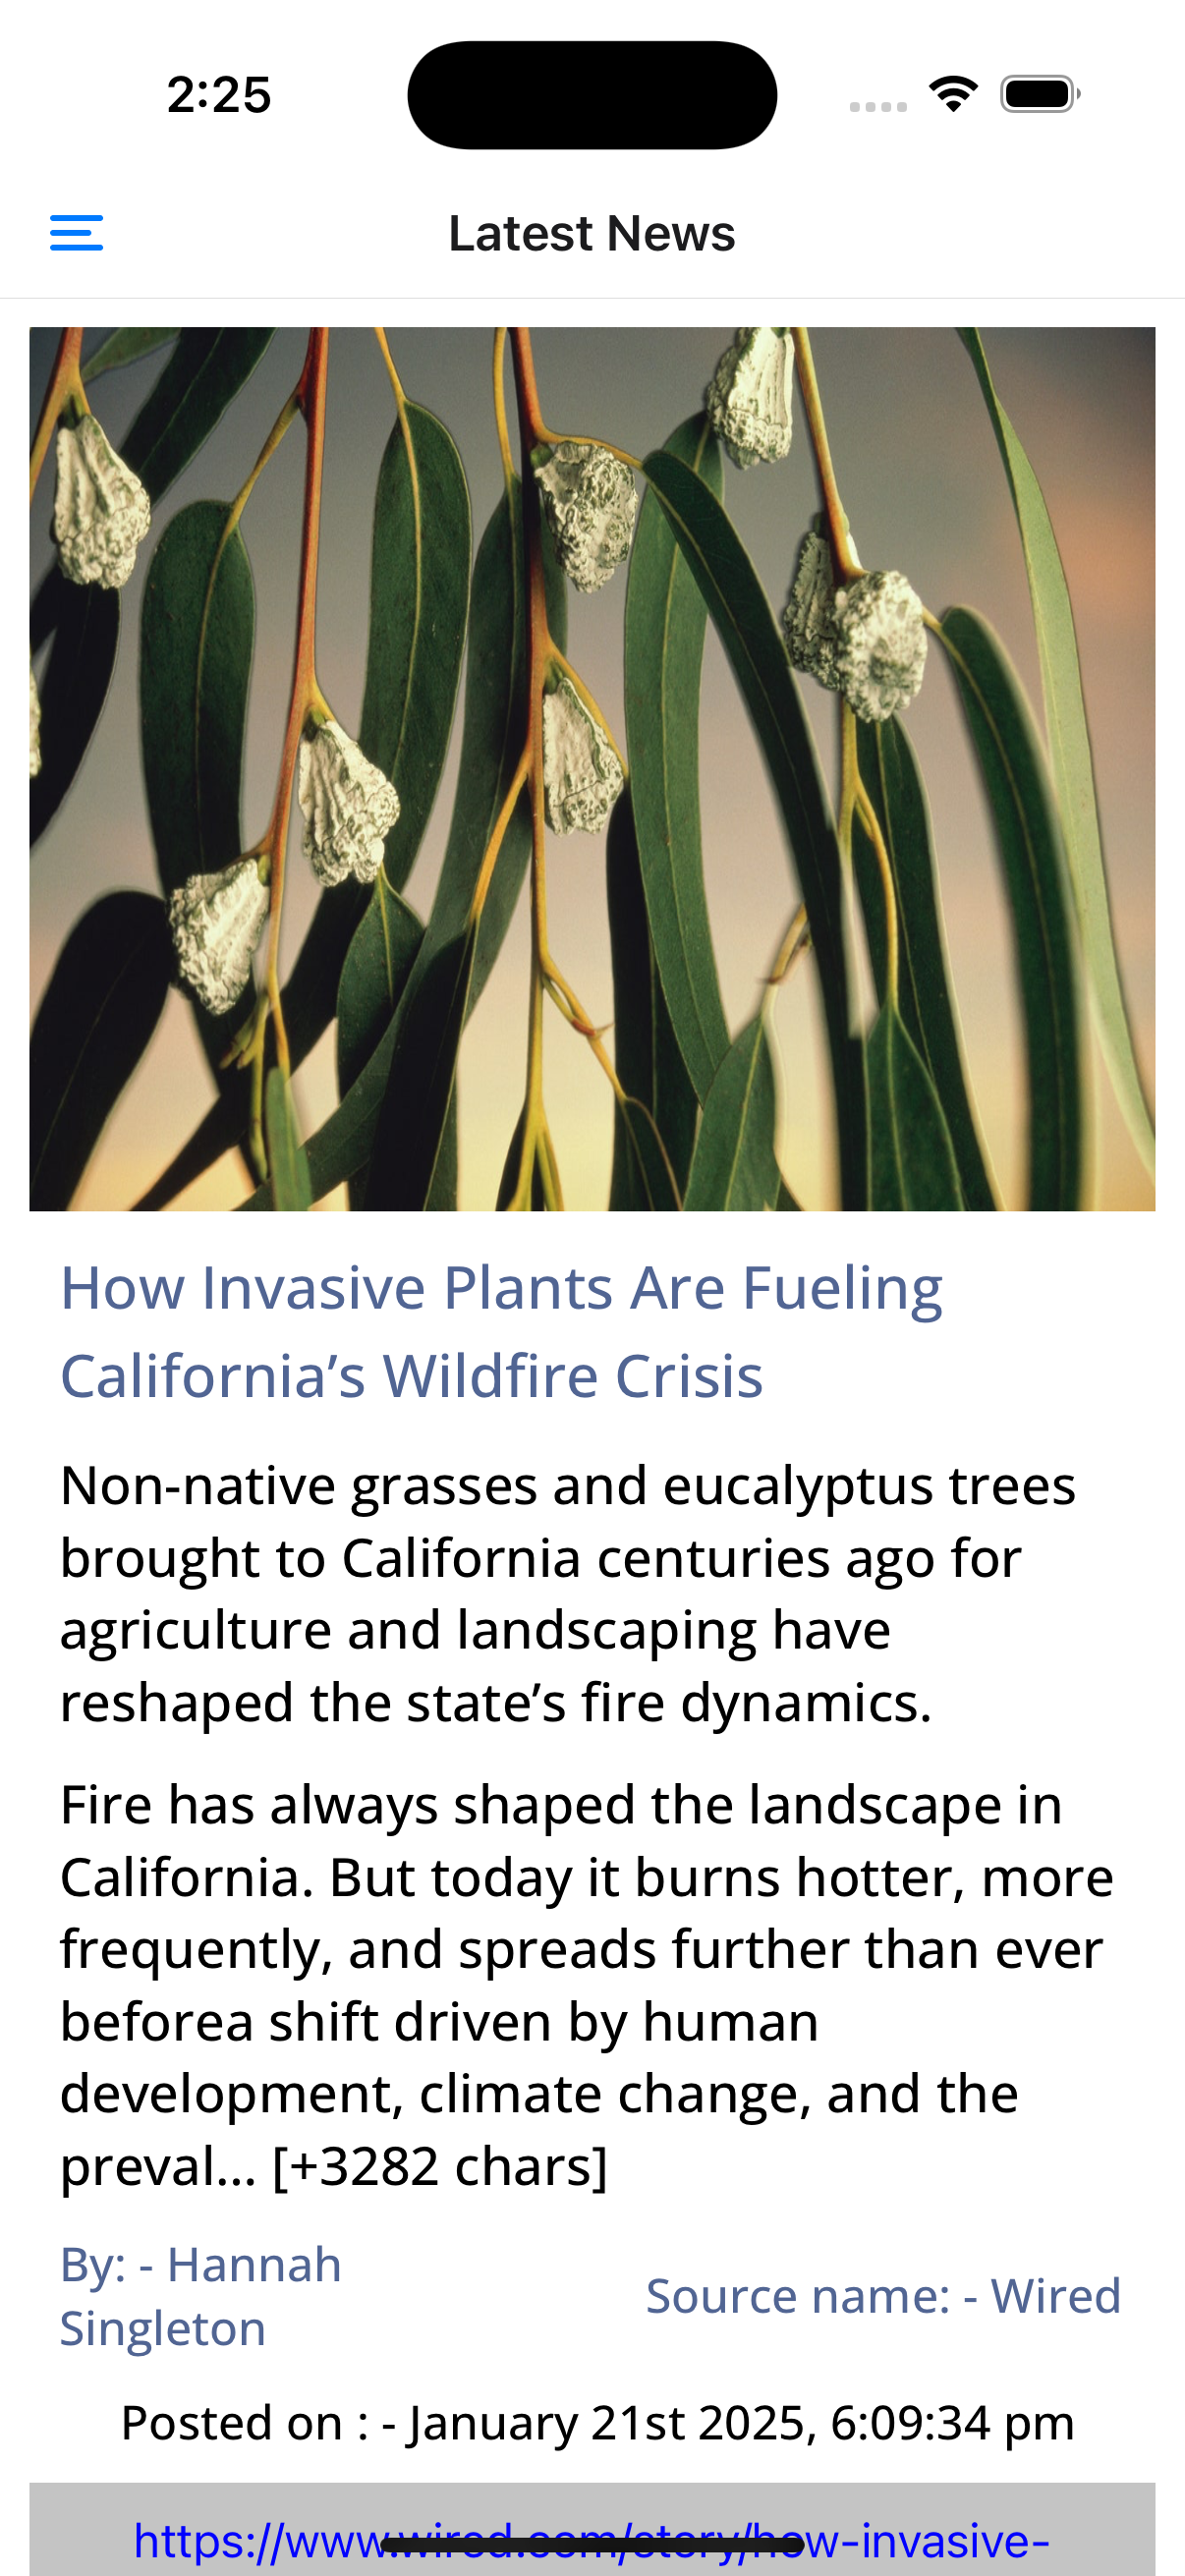 2:25
Latest News
How Invasive Plants Are Fueling
California’s Wildfire Crisis
Non-native grasses and eucalyptus trees
brought to California centuries ago for
agriculture and landscaping have
reshaped the state’s fire dynamics.
Fire has always shaped the landscape in
California. But today it burns hotter, more
frequently, and spreads further than ever
beforea shift driven by human
development, climate change, and the
preval… [+3282 chars]
By: - Hannah
Singleton
Source name: - Wired
Posted on : - January 21st 2025, 6:09:34 pm
https://www.wired.com/story/how-invasive-